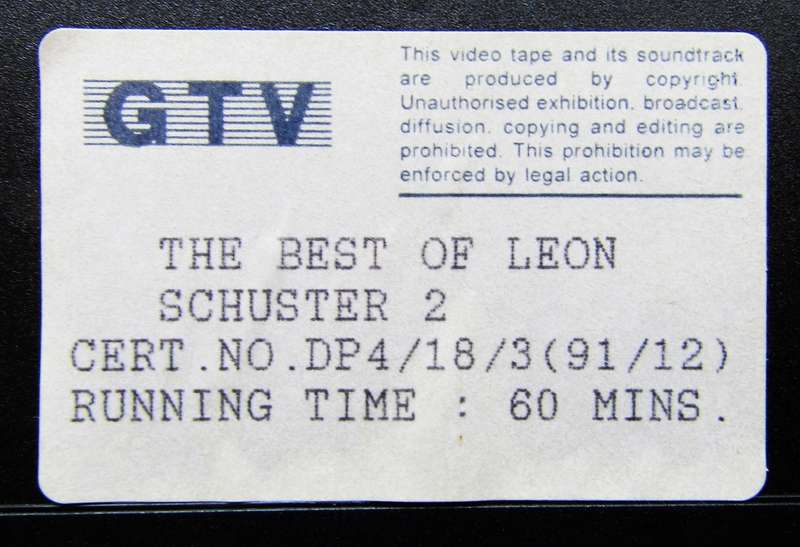 GTV
This video tape and its soundtrack
are produced by copyright.
Unauthorised exhibition, broadcast,
diffusion, copying and editing are
prohibited. This prohibition may be
enforced by legal action.
THE BEST OF LEON
SCHUSTER 2
CERT.NO.DP4/18/3(91/12)
RUNNING TIME : 60 MINS.